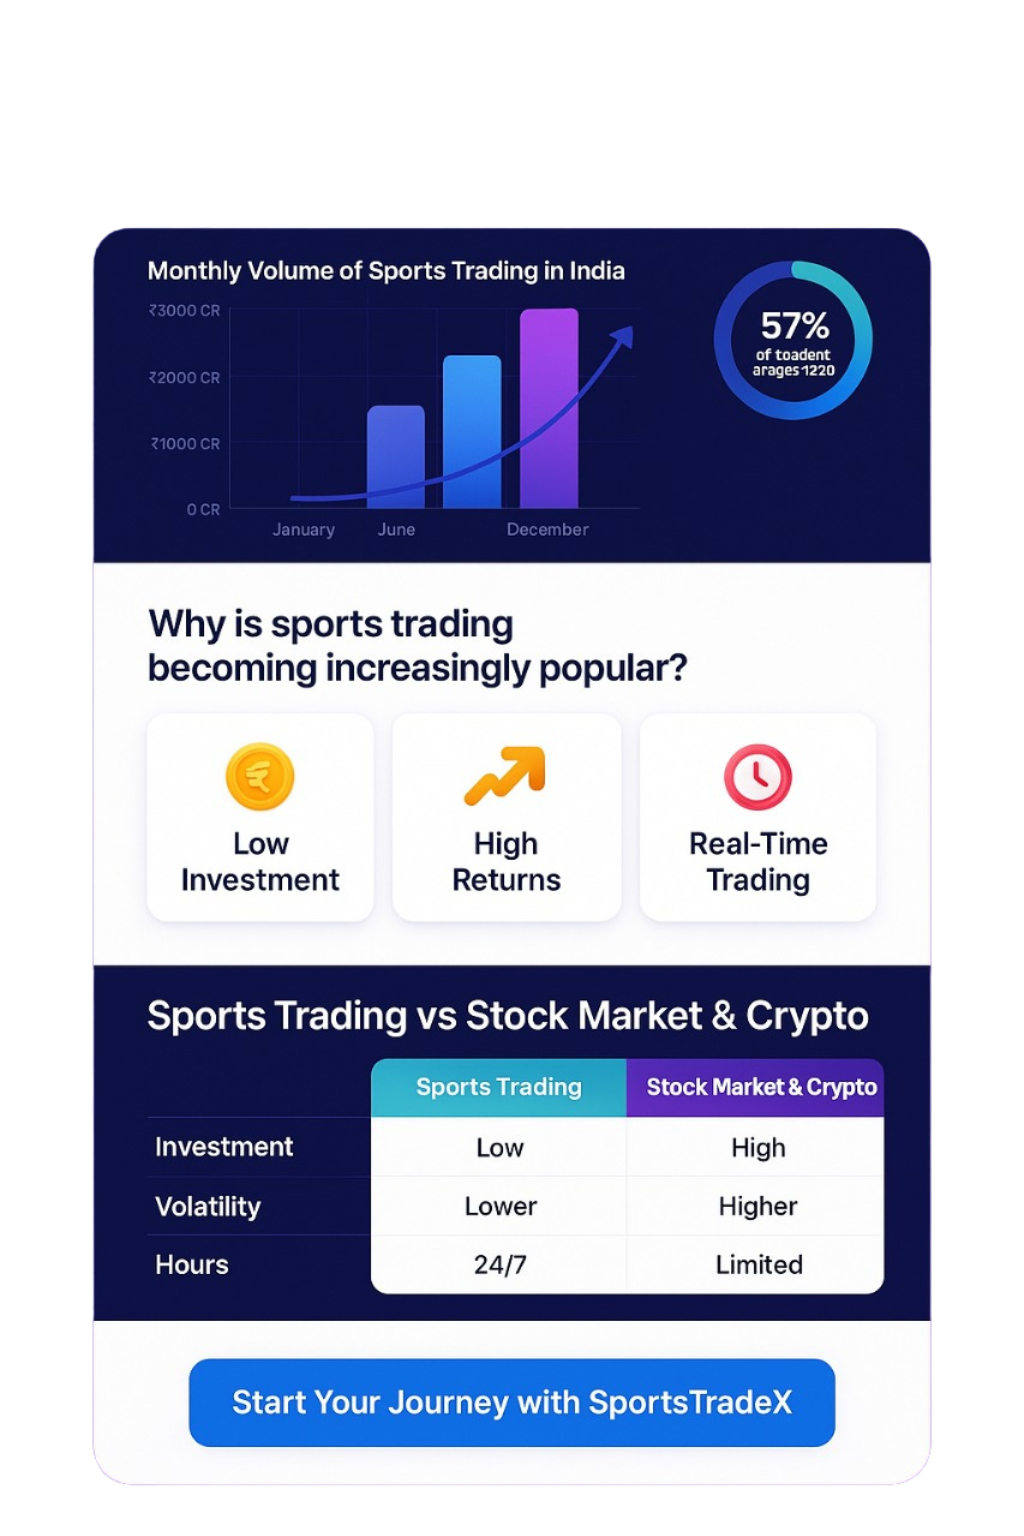 Monthly Volume of Sports Trading in India
₹3000 CR
₹2000 CR
₹1000 CR
0 CR
January June December
57%
of toadent
arages 1220
Why is sports trading
becoming increasingly popular?
Low
Investment
High
Returns
Real-Time
Trading
Sports Trading vs Stock Market & Crypto
Sports Trading Stock Market & Crypto
Investment Low High
Volatility Lower Higher
Hours 24/7 Limited
Start Your Journey with SportsTradeX